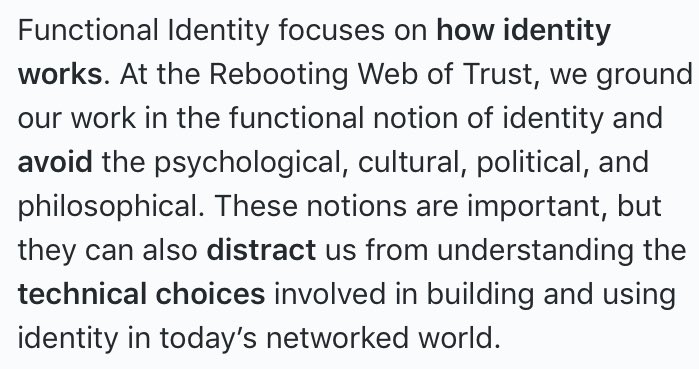 Functional Identity focuses on how identity
works. At the Rebooting Web of Trust, we ground
our work in the functional notion of identity and
avoid the psychological, cultural, political, and
philosophical. These notions are important, but
they can also distract us from understanding the
technical choices involved in building and using
identity in today’s networked world.